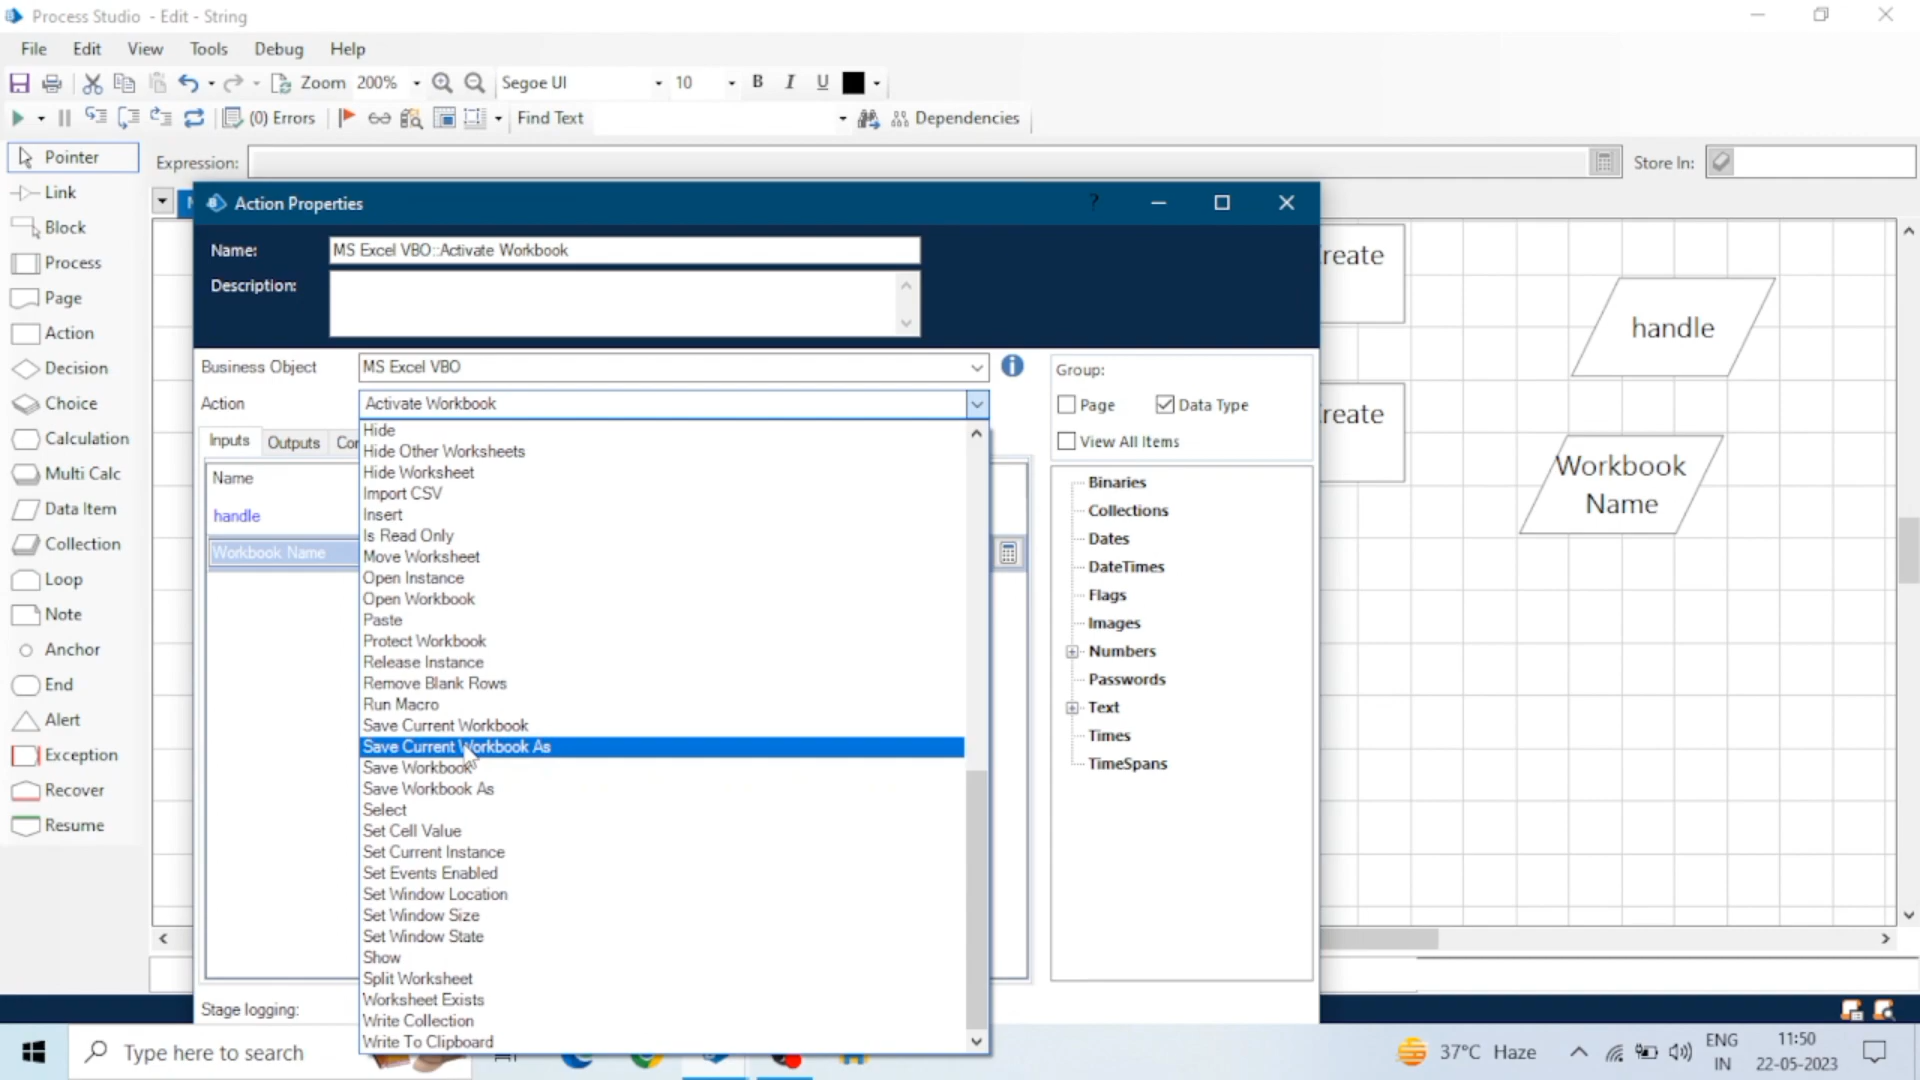 Process Studio - Edit - String
File Edit View Tools Debug Help
Zoom 200% Segoe UI 10 B I U
(0) Errors Find Text Dependencies
Pointer
Expression:
Store In:
Link
Block
Process
Page
Action
Decision
Choice
Calculation
Multi Calc
Data Item
Collection
Loop
Note
Anchor
End
Alert
Exception
Recover
Resume
Action Properties
?
Name: MS Excel VBO::Activate Workbook
Description:
Business Object MS Excel VBO
Action Activate Workbook
Inputs Outputs
Name
handle
Workbook Name
Stage logging:
Hide
Hide Other Worksheets
Hide Worksheet
Import CSV
Insert
Is Read Only
Move Worksheet
Open Instance
Open Workbook
Paste
Protect Workbook
Release Instance
Remove Blank Rows
Run Macro
Save Current Workbook
Save Current Workbook As
Save Workbook
Save Workbook As
Select
Set Cell Value
Set Current Instance
Set Events Enabled
Set Window Location
Set Window Size
Set Window State
Show
Split Worksheet
Worksheet Exists
Write Collection
Write To Clipboard
Group:
Page Data Type
View All Items
Binaries
Collections
Dates
DateTimes
Flags
Images
Numbers
Passwords
Text
Times
TimeSpans
reate
handle
reate
Workbook
Name
Type here to search
37°C Haze
ENG
IN
11:50
22-05-2023